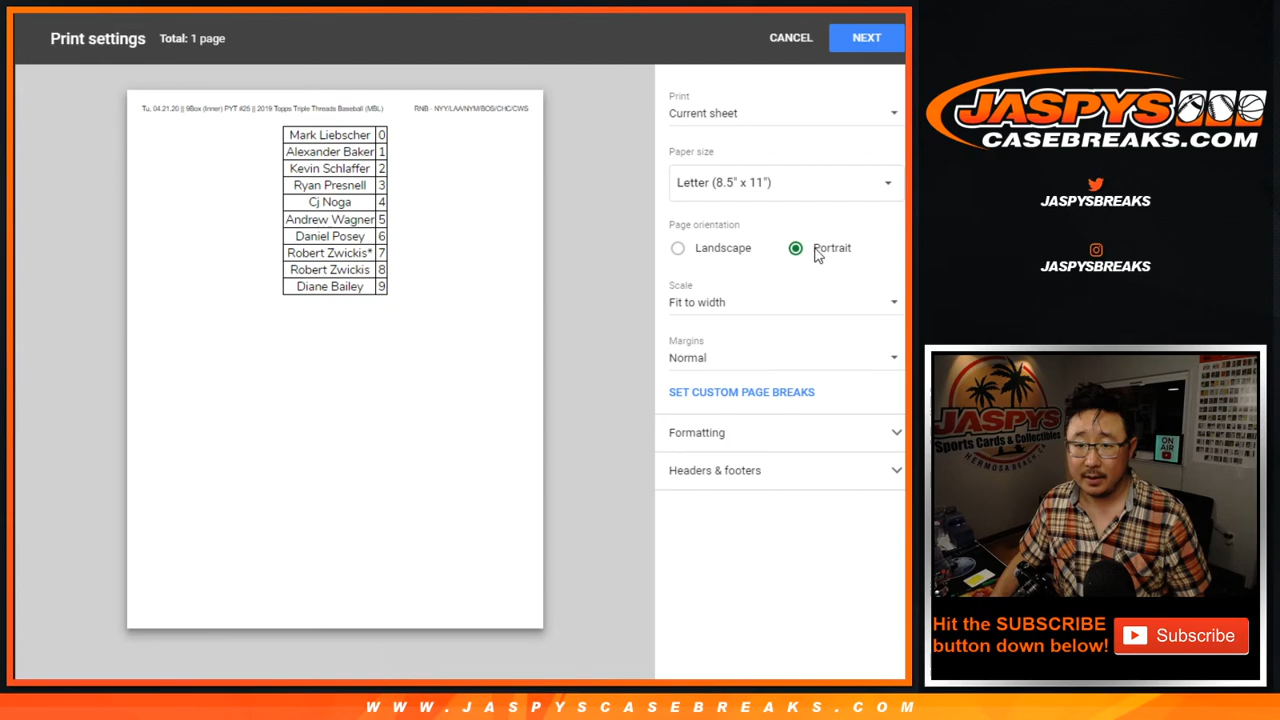 Print settings
Total: 1 page
CANCEL
NEXT
Tu, 04.21.20 || 9Box (Inner) PYT #25 || 2019 Topps Triple Threads Baseball (MBL)
RNB - NYY/LAA/NYM/BOS/CHC/CWS
Mark Liebscher 0
Alexander Baker 1
Kevin Schlaffer 2
Ryan Presnell 3
Cj Noga 4
Andrew Wagner 5
Daniel Posey 6
Robert Zwickis* 7
Robert Zwickis 8
Diane Bailey 9
Print
Current sheet
Paper size
Letter (8.5" x 11")
Page orientation
Landscape
Portrait
Scale
Fit to width
Margins
Normal
SET CUSTOM PAGE BREAKS
Formatting
Headers & footers
JASPYS
CASEBREAKS.COM
JASPYSBREAKS
JASPYSBREAKS
JASPYS
Sports Cards & Collectibles
HERMOSA BEACH, CA
ON AIR
Hit the SUBSCRIBE
button down below!
Subscribe
WWW.JASPYSCASEBREAKS.COM